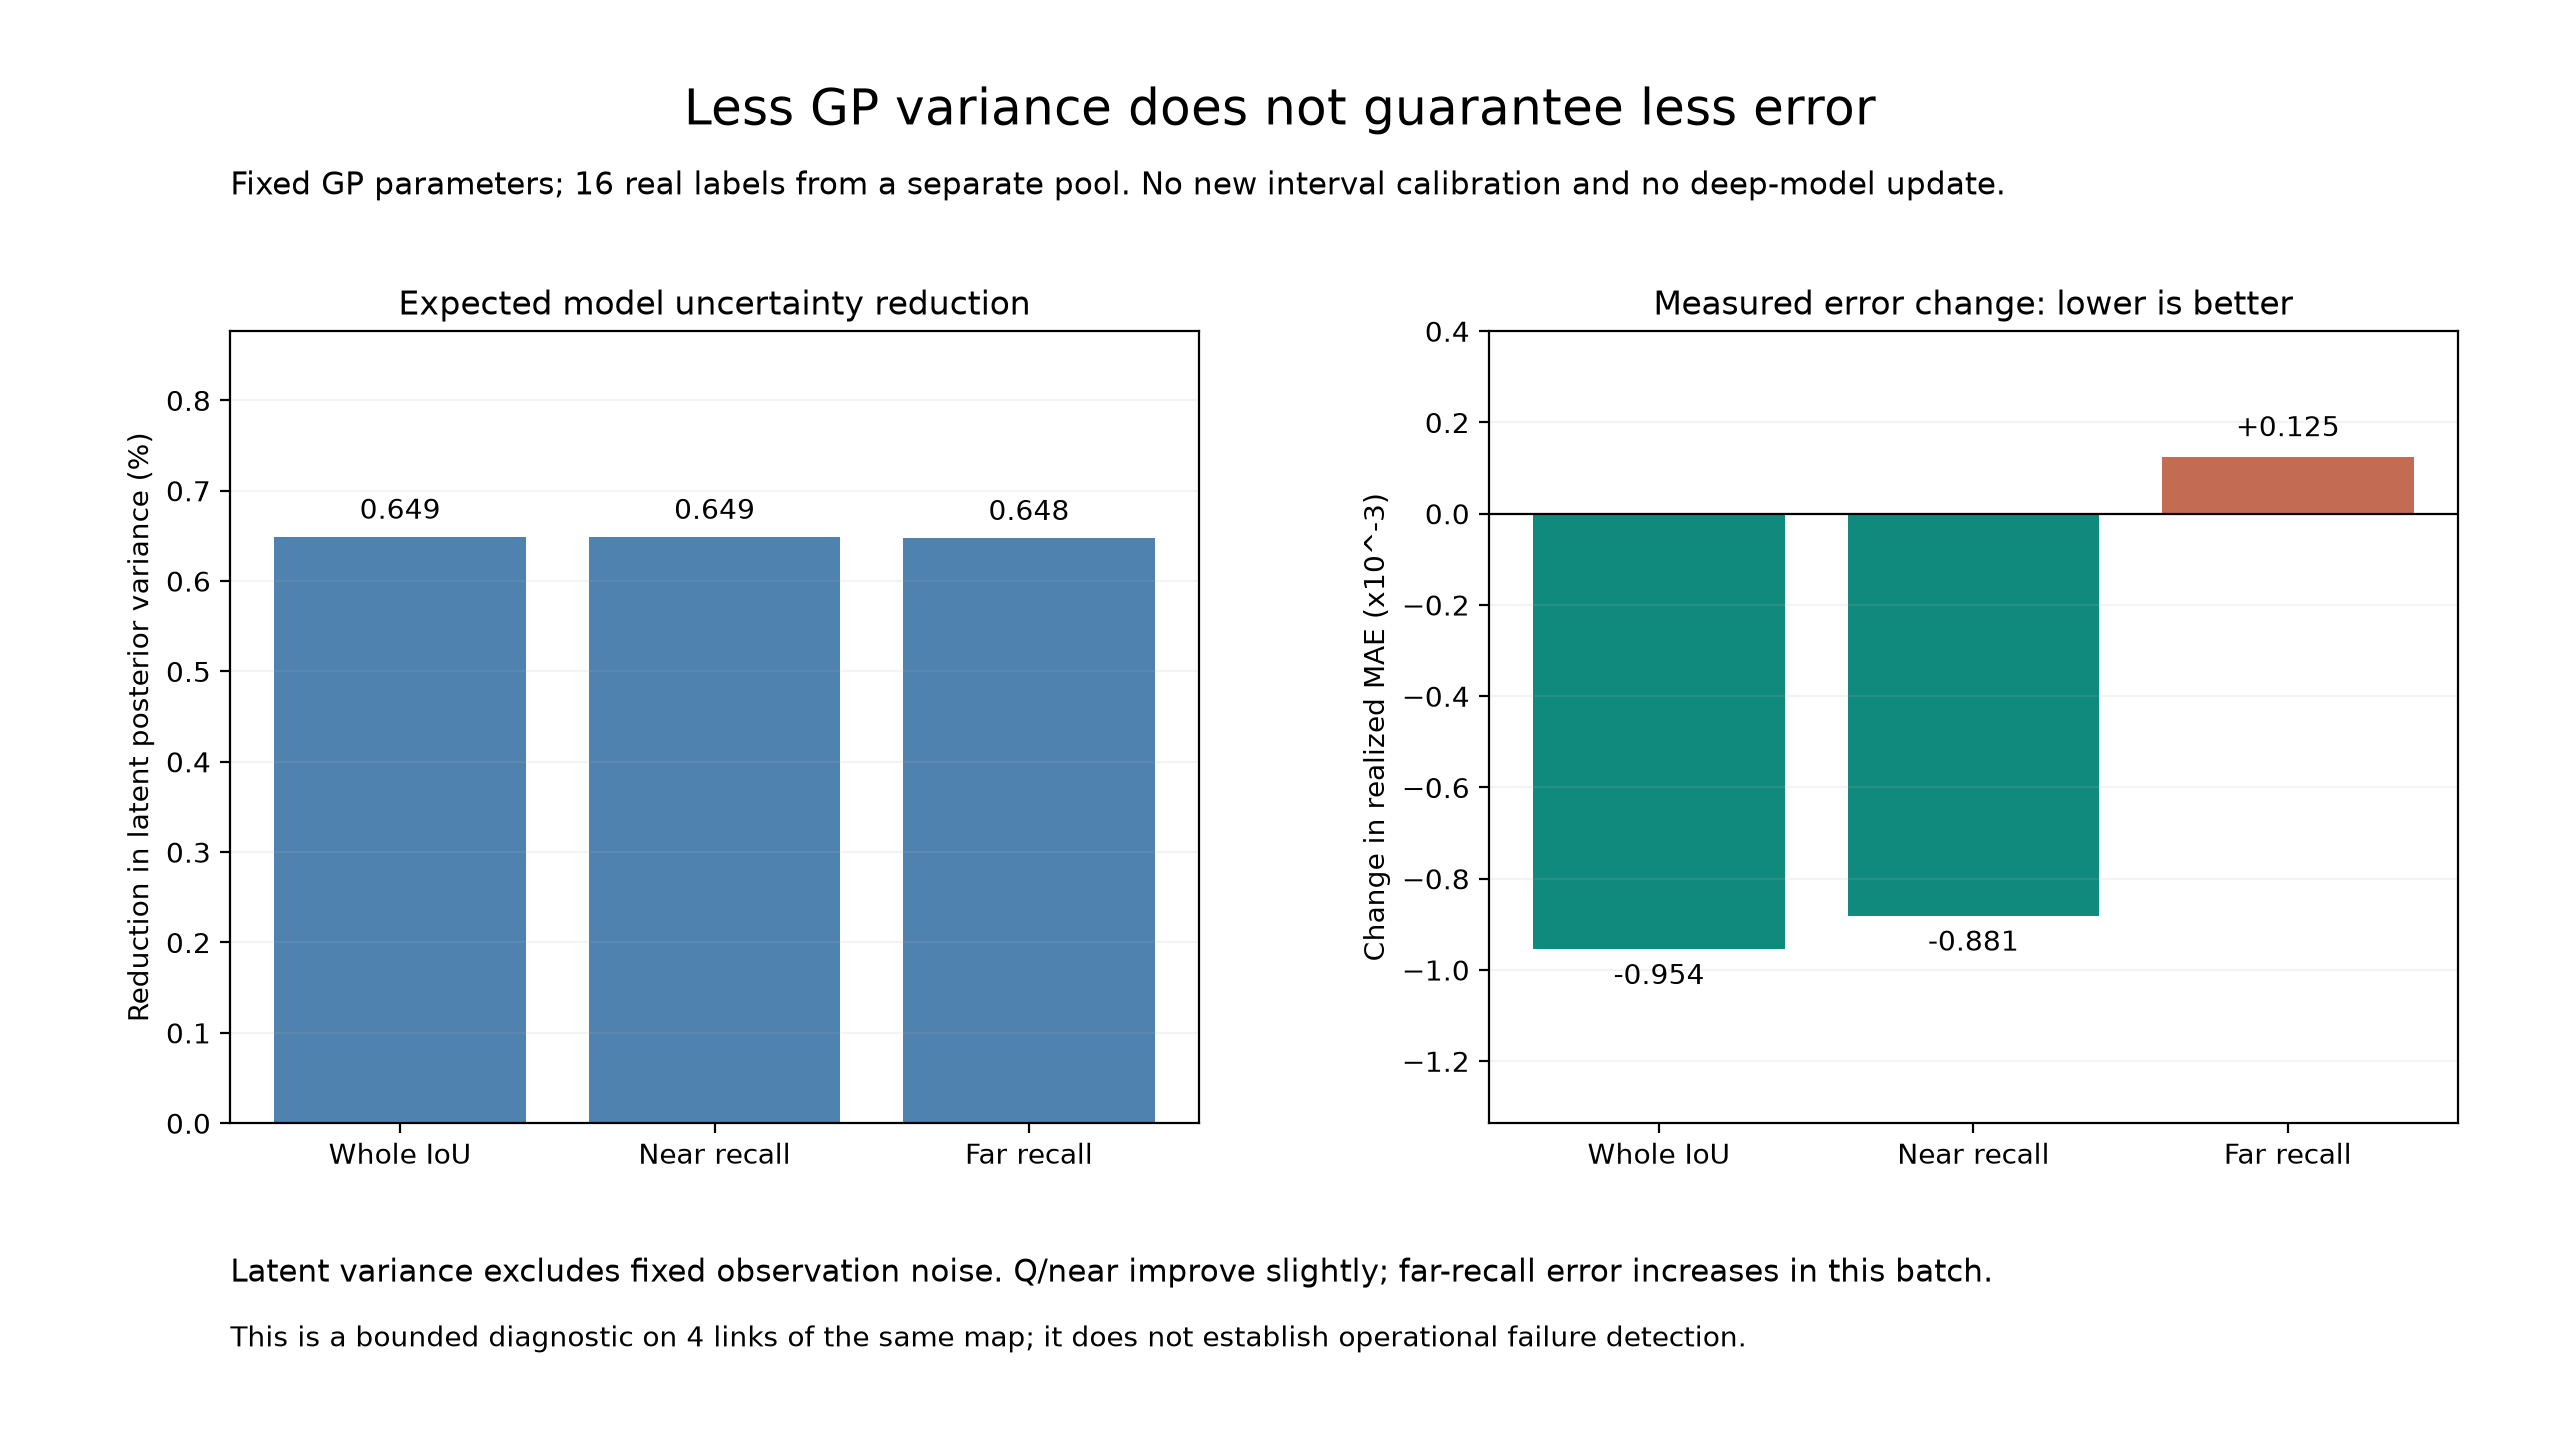 Less GP variance does not guarantee less error
Fixed GP parameters; 16 real labels from a separate pool. No new interval calibration and no deep-model update.
Expected model uncertainty reduction
Reduction in latent posterior variance (%)
0.8
0.7
0.6
0.5
0.4
0.3
0.2
0.1
0.0
0.649
0.649
0.648
Whole IoU
Near recall
Far recall
Measured error change: lower is better
Change in realized MAE (x10^-3)
0.4
0.2
0.0
−0.2
−0.4
−0.6
−0.8
−1.0
−1.2
-0.954
-0.881
+0.125
Whole IoU
Near recall
Far recall
Latent variance excludes fixed observation noise. Q/near improve slightly; far-recall error increases in this batch.
This is a bounded diagnostic on 4 links of the same map; it does not establish operational failure detection.